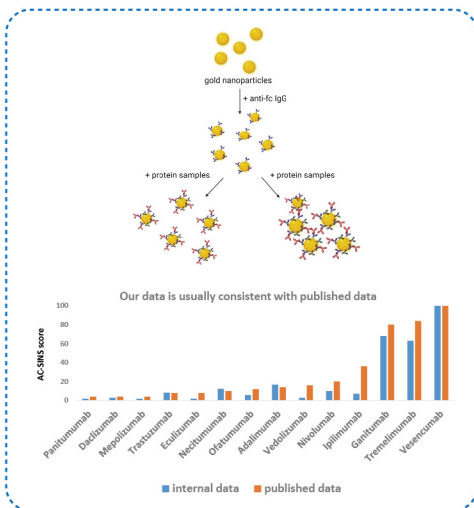 gold nanoparticles
+ anti-fc IgG
+ protein samples
+ protein samples
Our data is usually consistent with published data
AC-SINS score
100
80
60
40
20
0
Panitumumab
Daclizumab
Mepolizumab
Trastuzumab
Eculizumab
Necitumumab
Ofatumumab
Adalimumab
Vedolizumab
Nivolumab
Ipilimumab
Ganitumab
Tremelimumab
Vesencumab
internal data
published data